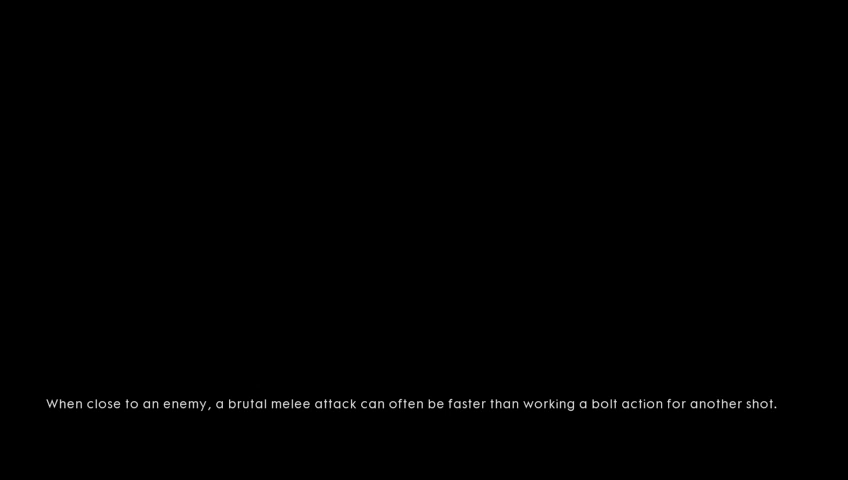 When close to an enemy, a brutal melee attack can often be faster than working a bolt action for another shot.